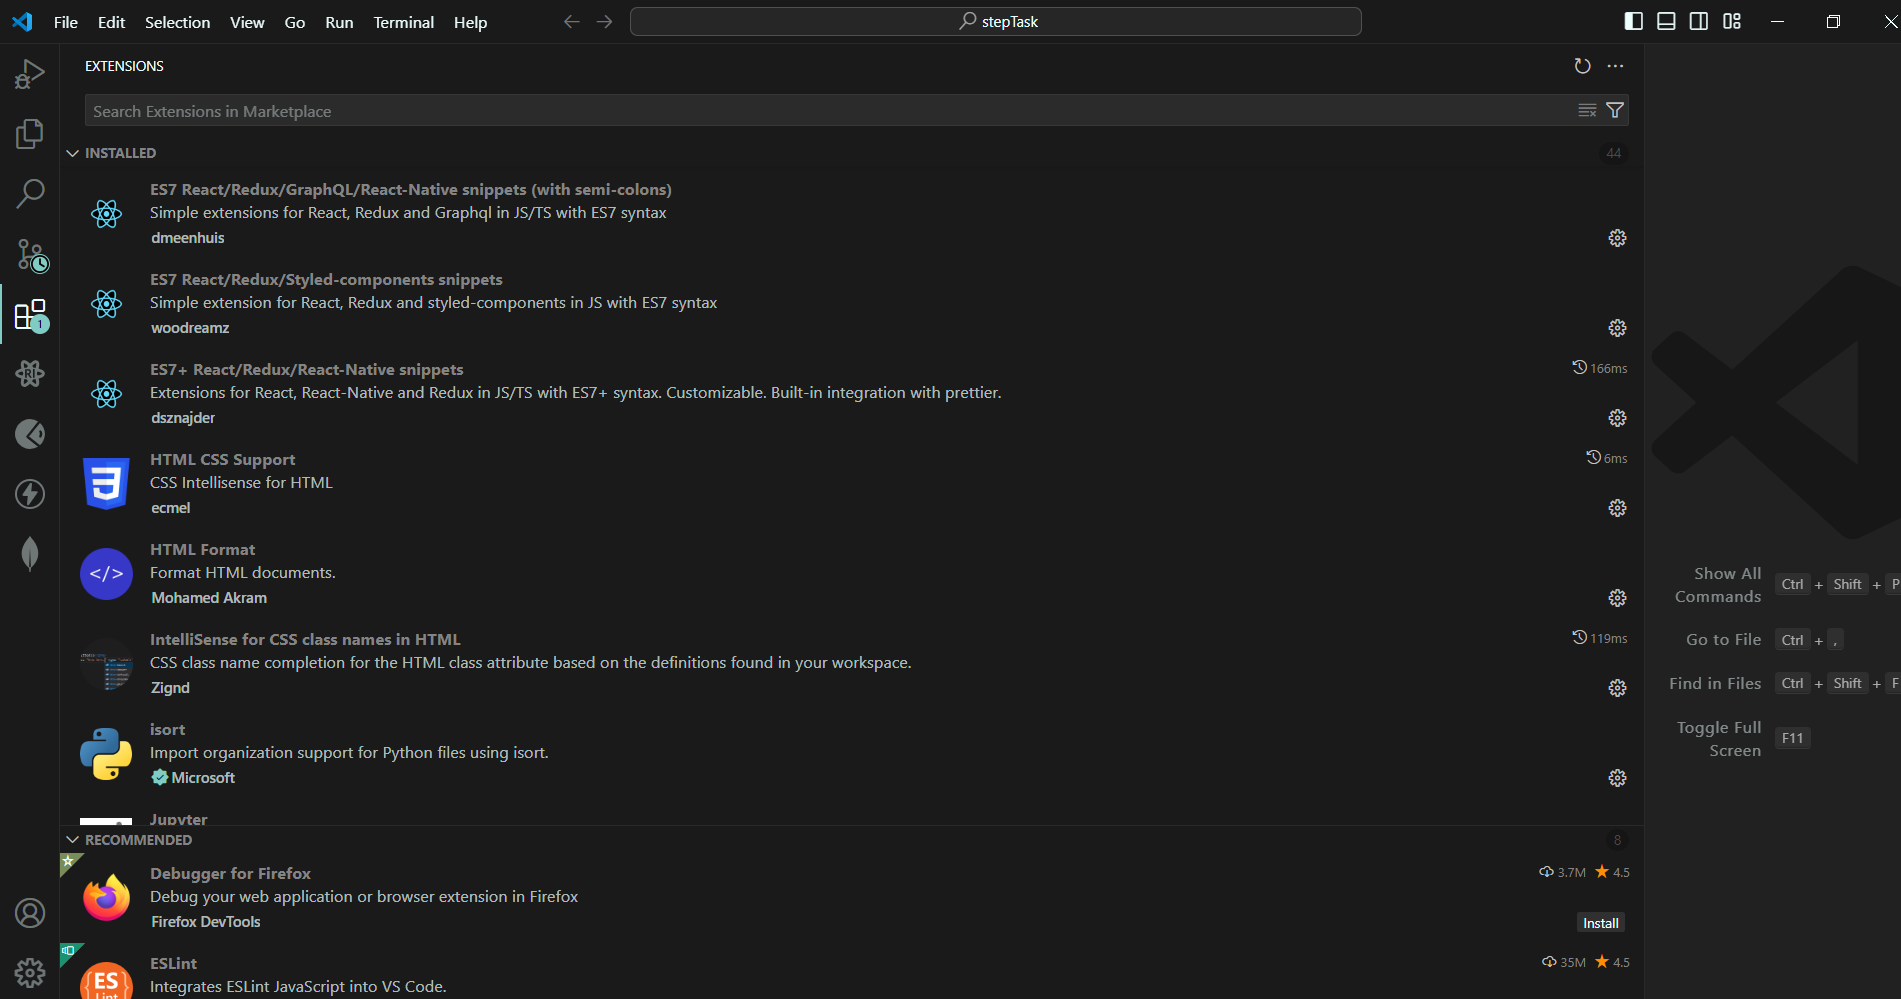 File Edit Selection View Go Run Terminal Help
stepTask
EXTENSIONS
Search Extensions in Marketplace
INSTALLED 44
ES7 React/Redux/GraphQL/React-Native snippets (with semi-colons)
Simple extensions for React, Redux and Graphql in JS/TS with ES7 syntax
dmeenhuis
ES7 React/Redux/Styled-components snippets
Simple extension for React, Redux and styled-components in JS with ES7 syntax
woodreamz
ES7+ React/Redux/React-Native snippets 166ms
Extensions for React, React-Native and Redux in JS/TS with ES7+ syntax. Customizable. Built-in integration with prettier.
dsznajder
HTML CSS Support 6ms
CSS Intellisense for HTML
ecmel
HTML Format
</>
Format HTML documents.
Mohamed Akram
IntelliSense for CSS class names in HTML 119ms
CSS class name completion for the HTML class attribute based on the definitions found in your workspace.
Zignd
isort
Import organization support for Python files using isort.
Microsoft
Jupyter
RECOMMENDED 8
Debugger for Firefox 3.7M 4.5
Debug your web application or browser extension in Firefox
Firefox DevTools Install
ESLint 35M 4.5
Integrates ESLint JavaScript into VS Code.
{ES}
Lint
1
Show All
Commands Ctrl + Shift + P
Go to File Ctrl + ,
Find in Files Ctrl + Shift + F
Toggle Full
Screen F11